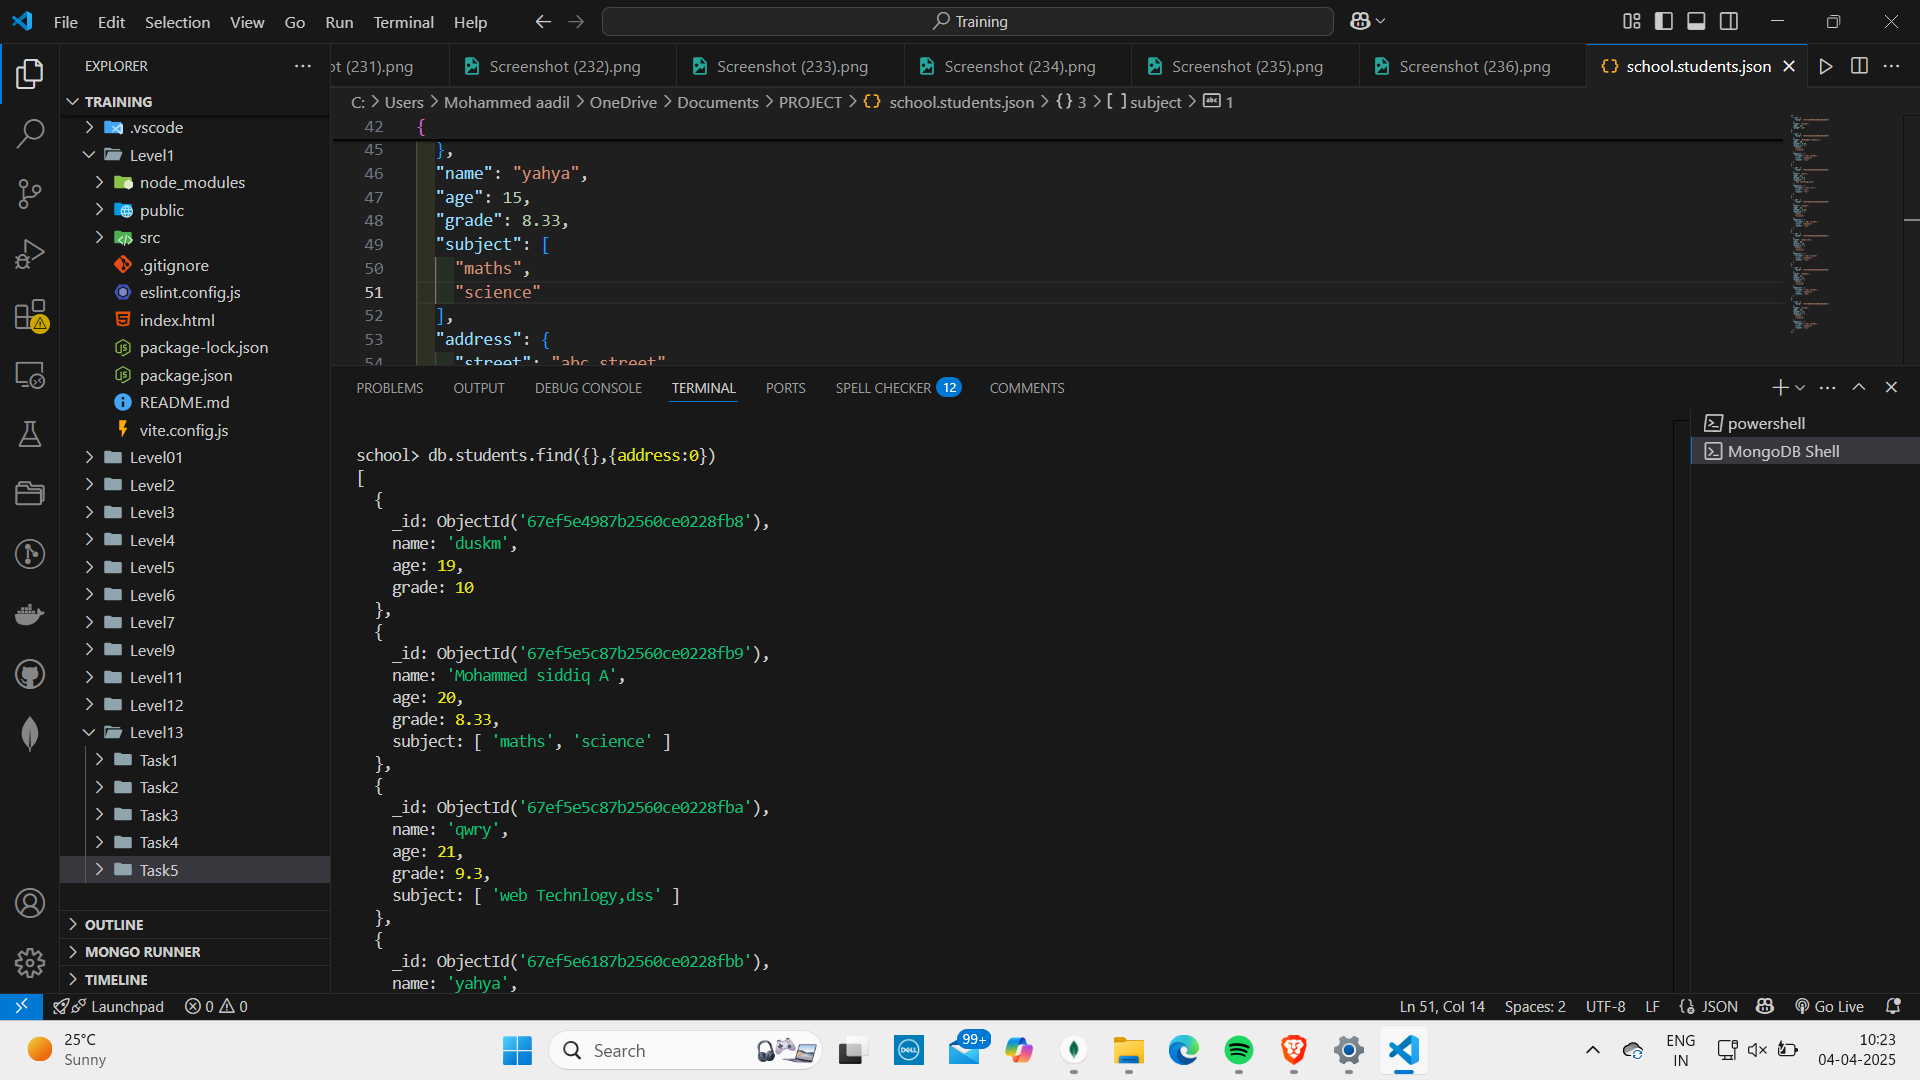 File Edit Selection View Go Run Terminal Help
Training
EXPLORER
TRAINING
.vscode
Level1
node_modules
public
src
.gitignore
eslint.config.js
index.html
package-lock.json
package.json
README.md
vite.config.js
Level01
Level2
Level3
Level4
Level5
Level6
Level7
Level9
Level11
Level12
Level13
Task1
Task2
Task3
Task4
Task5
OUTLINE
MONGO RUNNER
TIMELINE
ot (231).png Screenshot (232).png Screenshot (233).png Screenshot (234).png Screenshot (235).png Screenshot (236).png {} school.students.json
C: > Users > Mohammed aadil > OneDrive > Documents > PROJECT > {} school.students.json > {} 3 > [ ] subject > abc 1
42 {
45 },
46 "name": "yahya",
47 "age": 15,
48 "grade": 8.33,
49 "subject": [
50 "maths",
51 "science"
52 ],
53 "address": {
54 "street": "abc street"
PROBLEMS OUTPUT DEBUG CONSOLE TERMINAL PORTS SPELL CHECKER 12 COMMENTS
powershell
MongoDB Shell
school> db.students.find({},{address:0})
[
{
_id: ObjectId('67ef5e4987b2560ce0228fb8'),
name: 'duskm',
age: 19,
grade: 10
},
{
_id: ObjectId('67ef5e5c87b2560ce0228fb9'),
name: 'Mohammed siddiq A',
age: 20,
grade: 8.33,
subject: [ 'maths', 'science' ]
},
{
_id: ObjectId('67ef5e5c87b2560ce0228fba'),
name: 'qwry',
age: 21,
grade: 9.3,
subject: [ 'web Technlogy,dss' ]
},
{
_id: ObjectId('67ef5e6187b2560ce0228fbb'),
name: 'yahya',
Launchpad 0 0 Ln 51, Col 14 Spaces: 2 UTF-8 LF {} JSON Go Live
25°C
Sunny
Search
DELL
99+
ENG
IN
10:23
04-04-2025